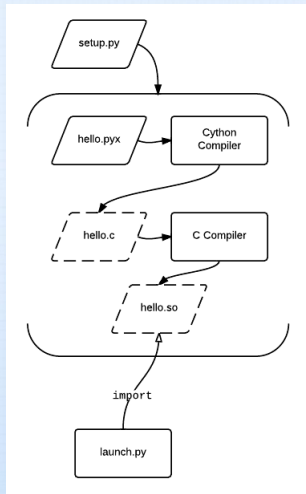 setup.py
hello.pyx
Cython
Compiler
hello.c
C Compiler
hello.so
import
launch.py